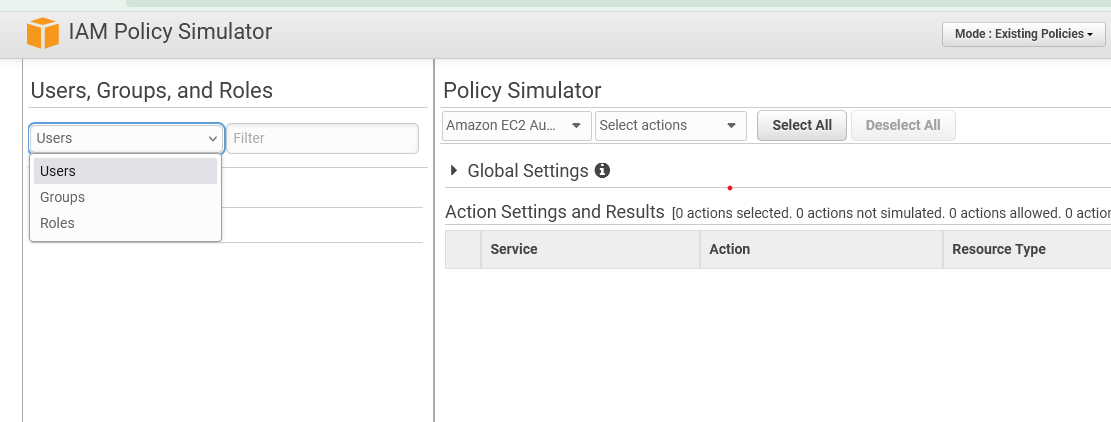 IAM Policy Simulator
Mode : Existing Policies
Users, Groups, and Roles
Users
Filter
Users
Groups
Roles
Policy Simulator
Amazon EC2 Au...
Select actions
Select All
Deselect All
Global Settings
Action Settings and Results [0 actions selected. 0 actions not simulated. 0 actions allowed. 0 action
Service Action Resource Type